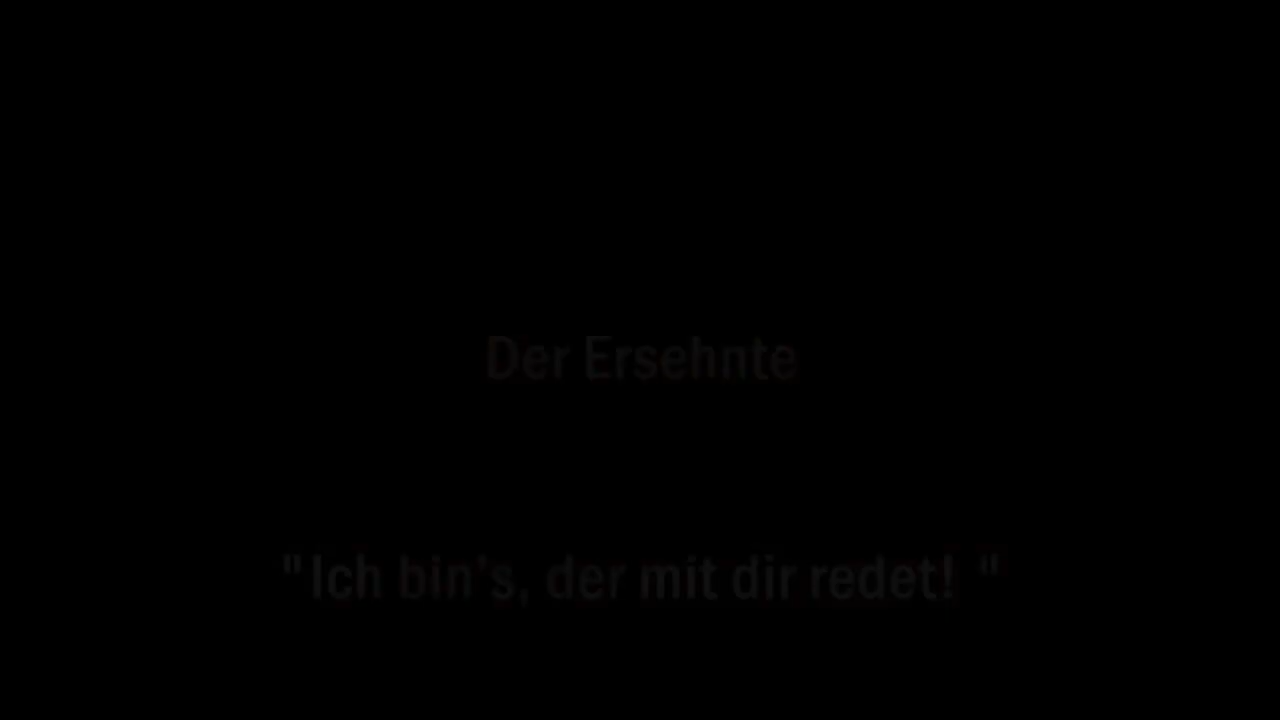 Der Ersehnte
"Ich bin's, der mit dir redet! "